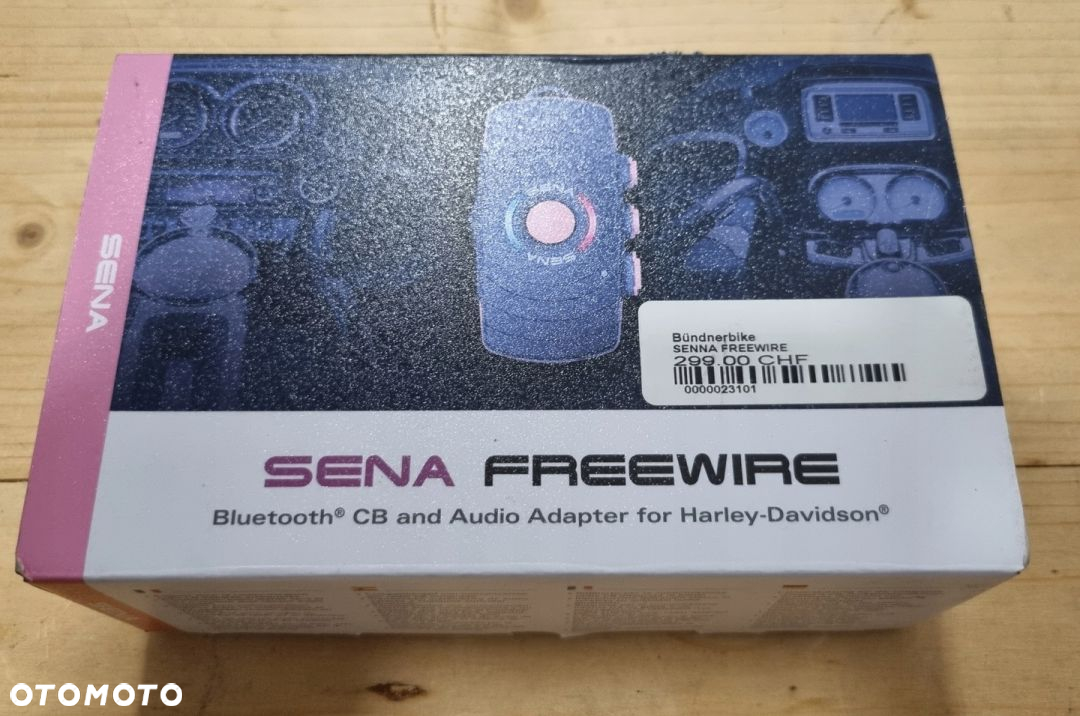 SENA
SENA
SENA
Bündnerbike
SENNA FREEWIRE
299.00 CHF
0000023101
SENA FREEWIRE
Bluetooth® CB and Audio Adapter for Harley-Davidson®
OTOMOTO